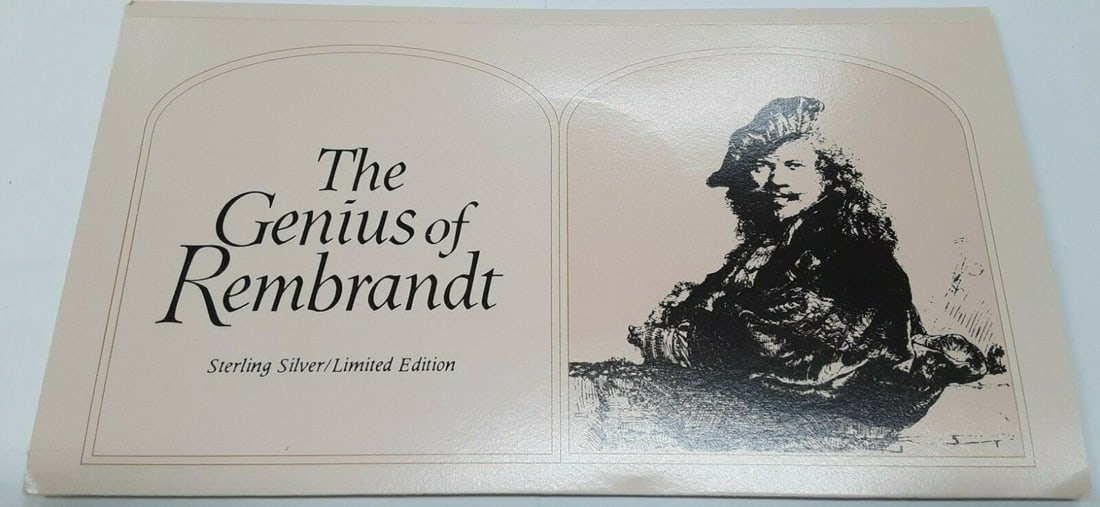 The
Genius of
Rembrandt
Sterling Silver/Limited Edition